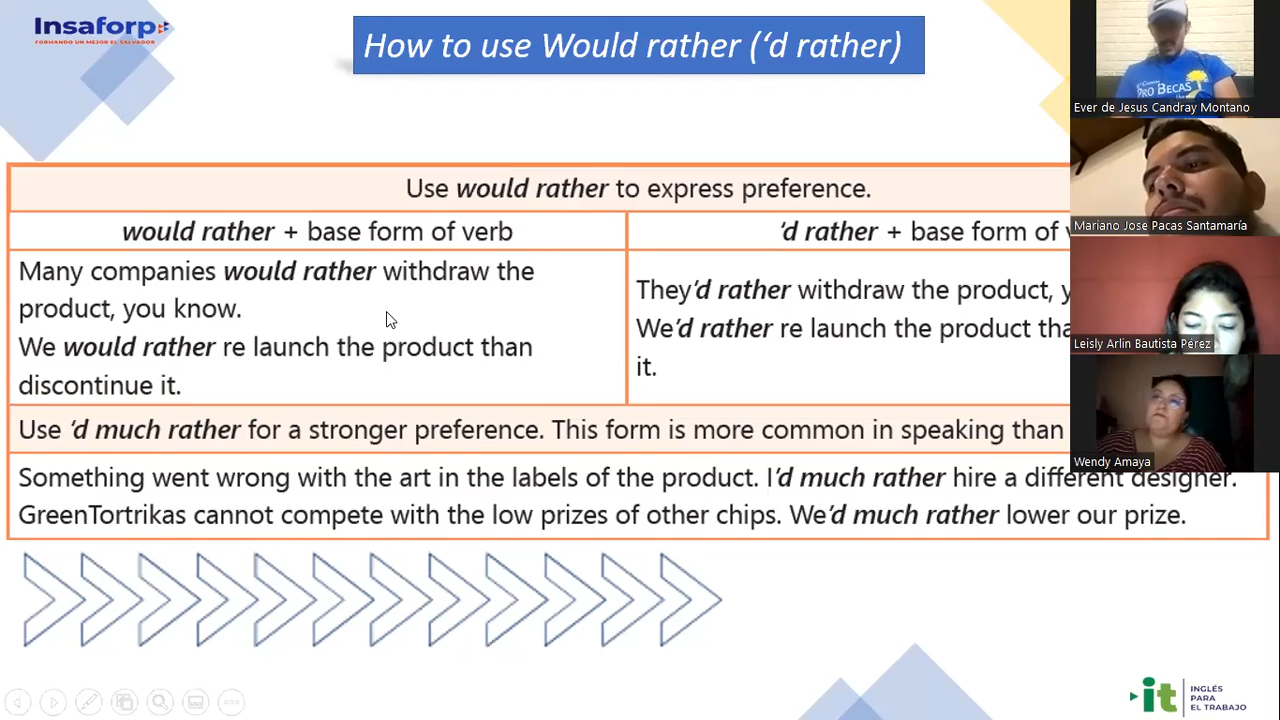 Insaforp
FORMANDO UN MEJOR EL SALVADOR
How to use Would rather (‘d rather)
Use would rather to express preference.
would rather + base form of verb
’d rather + base form of v
Many companies would rather withdraw the
product, you know.
We would rather re launch the product than
discontinue it.
They’d rather withdraw the product, y
We’d rather re launch the product tha
it.
Use ’d much rather for a stronger preference. This form is more common in speaking than
Something went wrong with the art in the labels of the product. I’d much rather hire a different designer.
GreenTortrikas cannot compete with the low prizes of other chips. We’d much rather lower our prize.
PRO BECAS
Ever de Jesus Candray Montano
Mariano Jose Pacas Santamaría
Leisly Arlin Bautista Pérez
Wendy Amaya
it
INGLÉS
PARA
EL TRABAJO